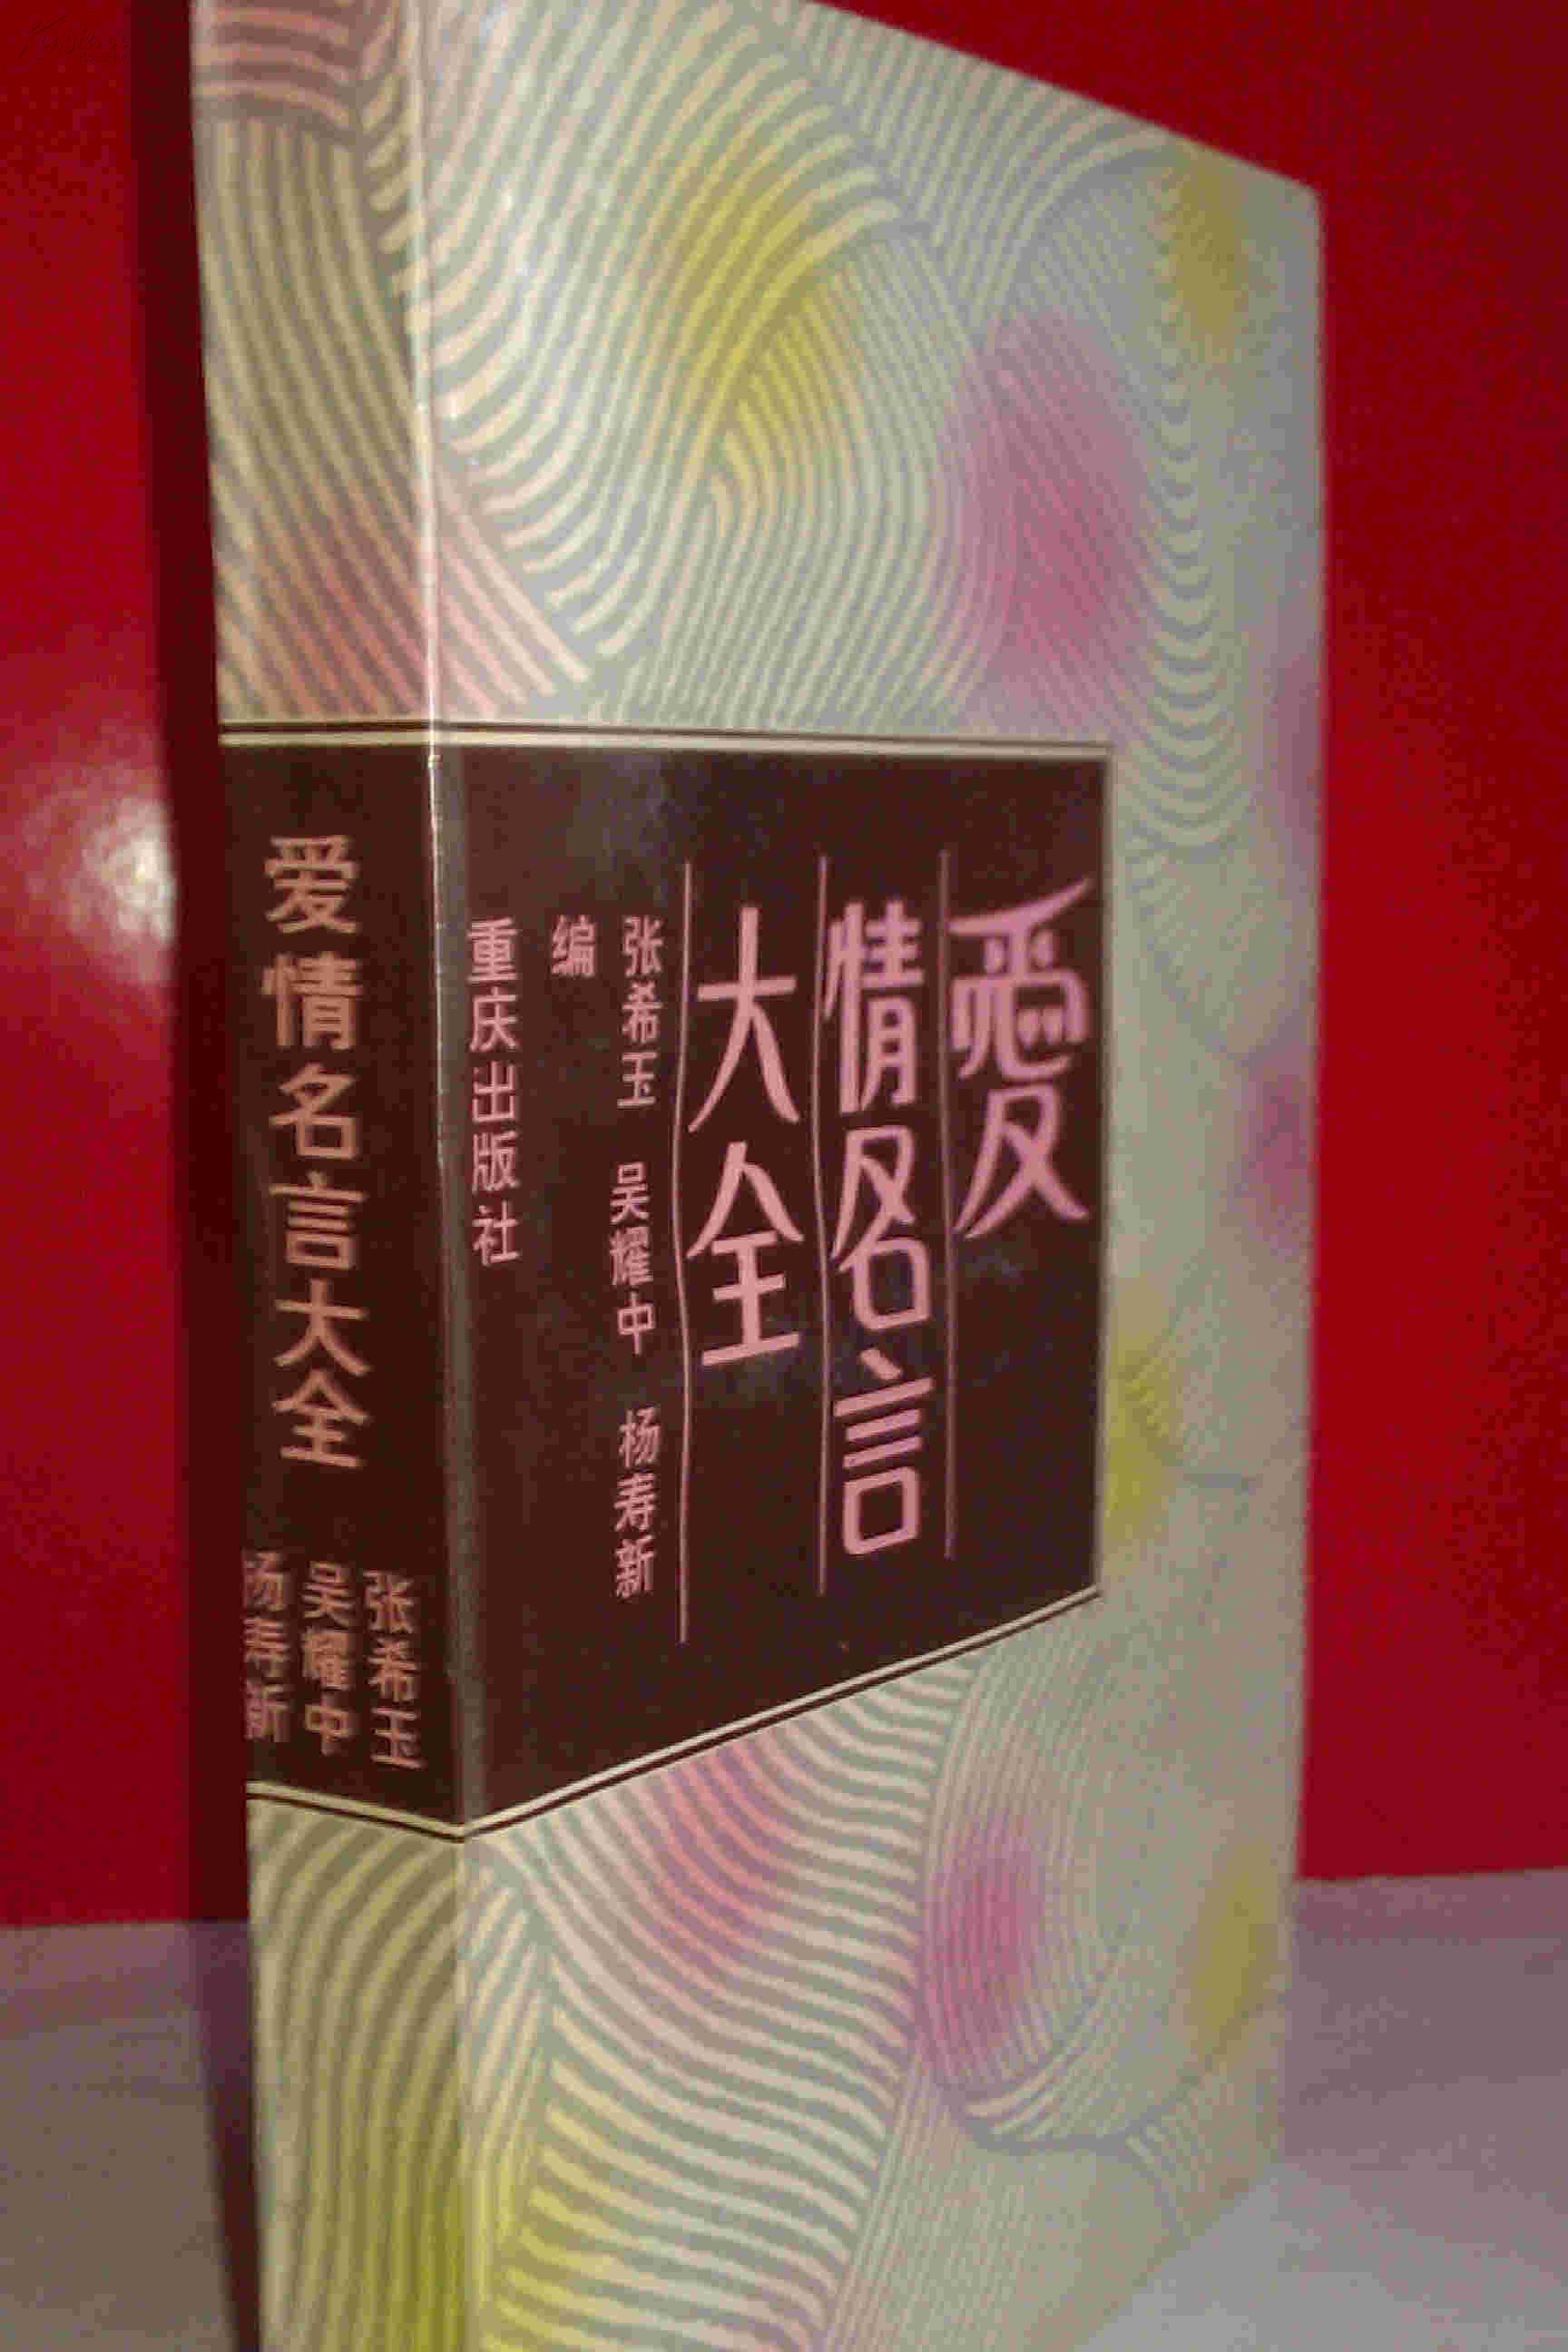 愛
情名言
大全
张希玉 吴耀中 杨寿新
编
重庆出版社
爱情名言大全
张希玉
吴耀中
杨寿新